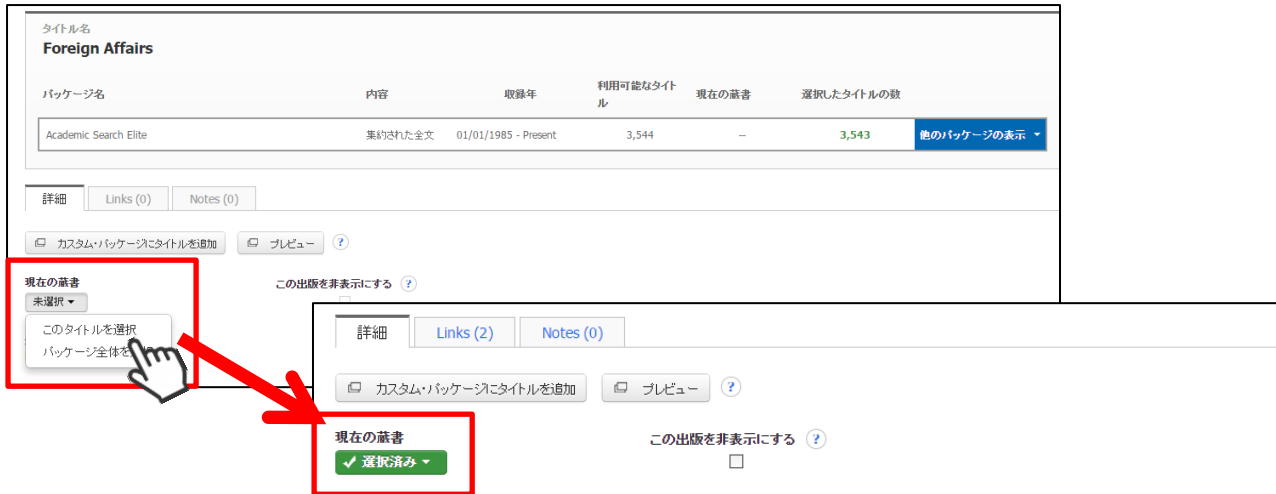 タイトル名
Foreign Affairs
パッケージ名 内容 収録年 利用可能なタイトル 現在の蔵書 選択したタイトルの数
Academic Search Elite 集約された全文 01/01/1985 - Present 3,544 -- 3,543 他のパッケージの表示
詳細 Links (0) Notes (0)
カスタム・パッケージにタイトルを追加 プレビュー ?
現在の蔵書 この出版を非表示にする ?
未選択
このタイトルを選択
パッケージ全体を
詳細 Links (2) Notes (0)
カスタム・パッケージにタイトルを追加 プレビュー ?
現在の蔵書 この出版を非表示にする ?
選択済み